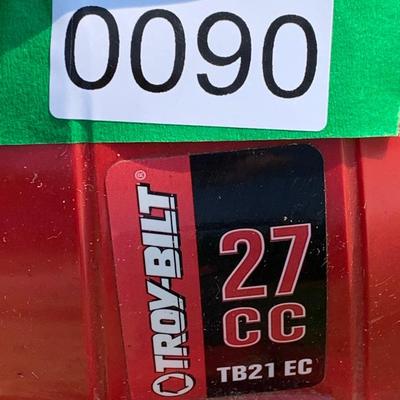 0090
TROY-BILT®
27
CC
TB21 EC